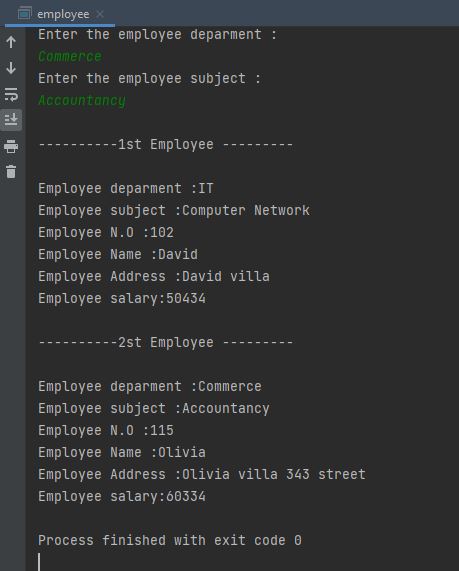 employee
Enter the employee deparment :
Commerce
Enter the employee subject :
Accountancy
----------1st Employee ---------
Employee deparment :IT
Employee subject :Computer Network
Employee N.O :102
Employee Name :David
Employee Address :David villa
Employee salary:50434
----------2st Employee ---------
Employee deparment :Commerce
Employee subject :Accountancy
Employee N.O :115
Employee Name :Olivia
Employee Address :Olivia villa 343 street
Employee salary:60334
Process finished with exit code 0